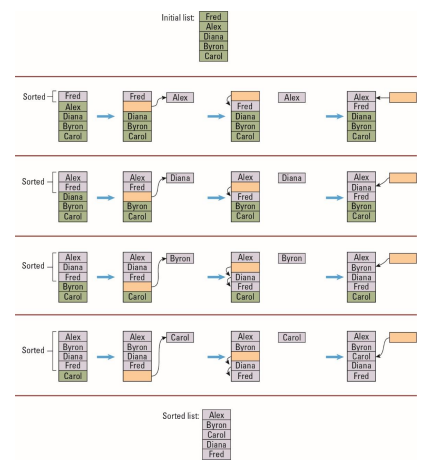 Initial list:
Fred
Alex
Diana
Byron
Carol
Sorted
Fred
Alex
Diana
Byron
Carol
Fred
Diana
Byron
Carol
Alex
Fred
Diana
Byron
Carol
Alex
Alex
Fred
Diana
Byron
Carol
Sorted
Alex
Fred
Diana
Byron
Carol
Alex
Fred
Byron
Carol
Diana
Alex
Fred
Byron
Carol
Diana
Alex
Diana
Fred
Byron
Carol
Sorted
Alex
Diana
Fred
Byron
Carol
Alex
Diana
Fred
Carol
Byron
Alex
Diana
Fred
Carol
Byron
Alex
Byron
Diana
Fred
Carol
Sorted
Alex
Byron
Diana
Fred
Carol
Alex
Byron
Diana
Fred
Carol
Alex
Byron
Diana
Fred
Carol
Alex
Byron
Carol
Diana
Fred
Sorted list:
Alex
Byron
Carol
Diana
Fred